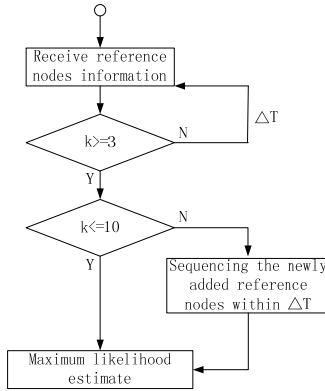 Receive reference
nodes information
△T
k>=3
N
Y
k<=10
N
Y
Sequencing the newly
added reference
nodes within △T
Maximum likelihood
estimate